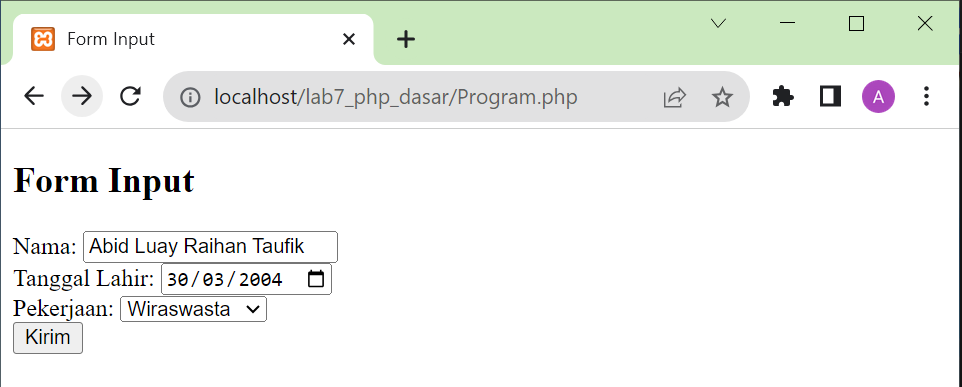 Form Input
localhost/lab7_php_dasar/Program.php
A
Form Input
Nama: Abid Luay Raihan Taufik
Tanggal Lahir: 30/03/2004
Pekerjaan: Wiraswasta
Kirim